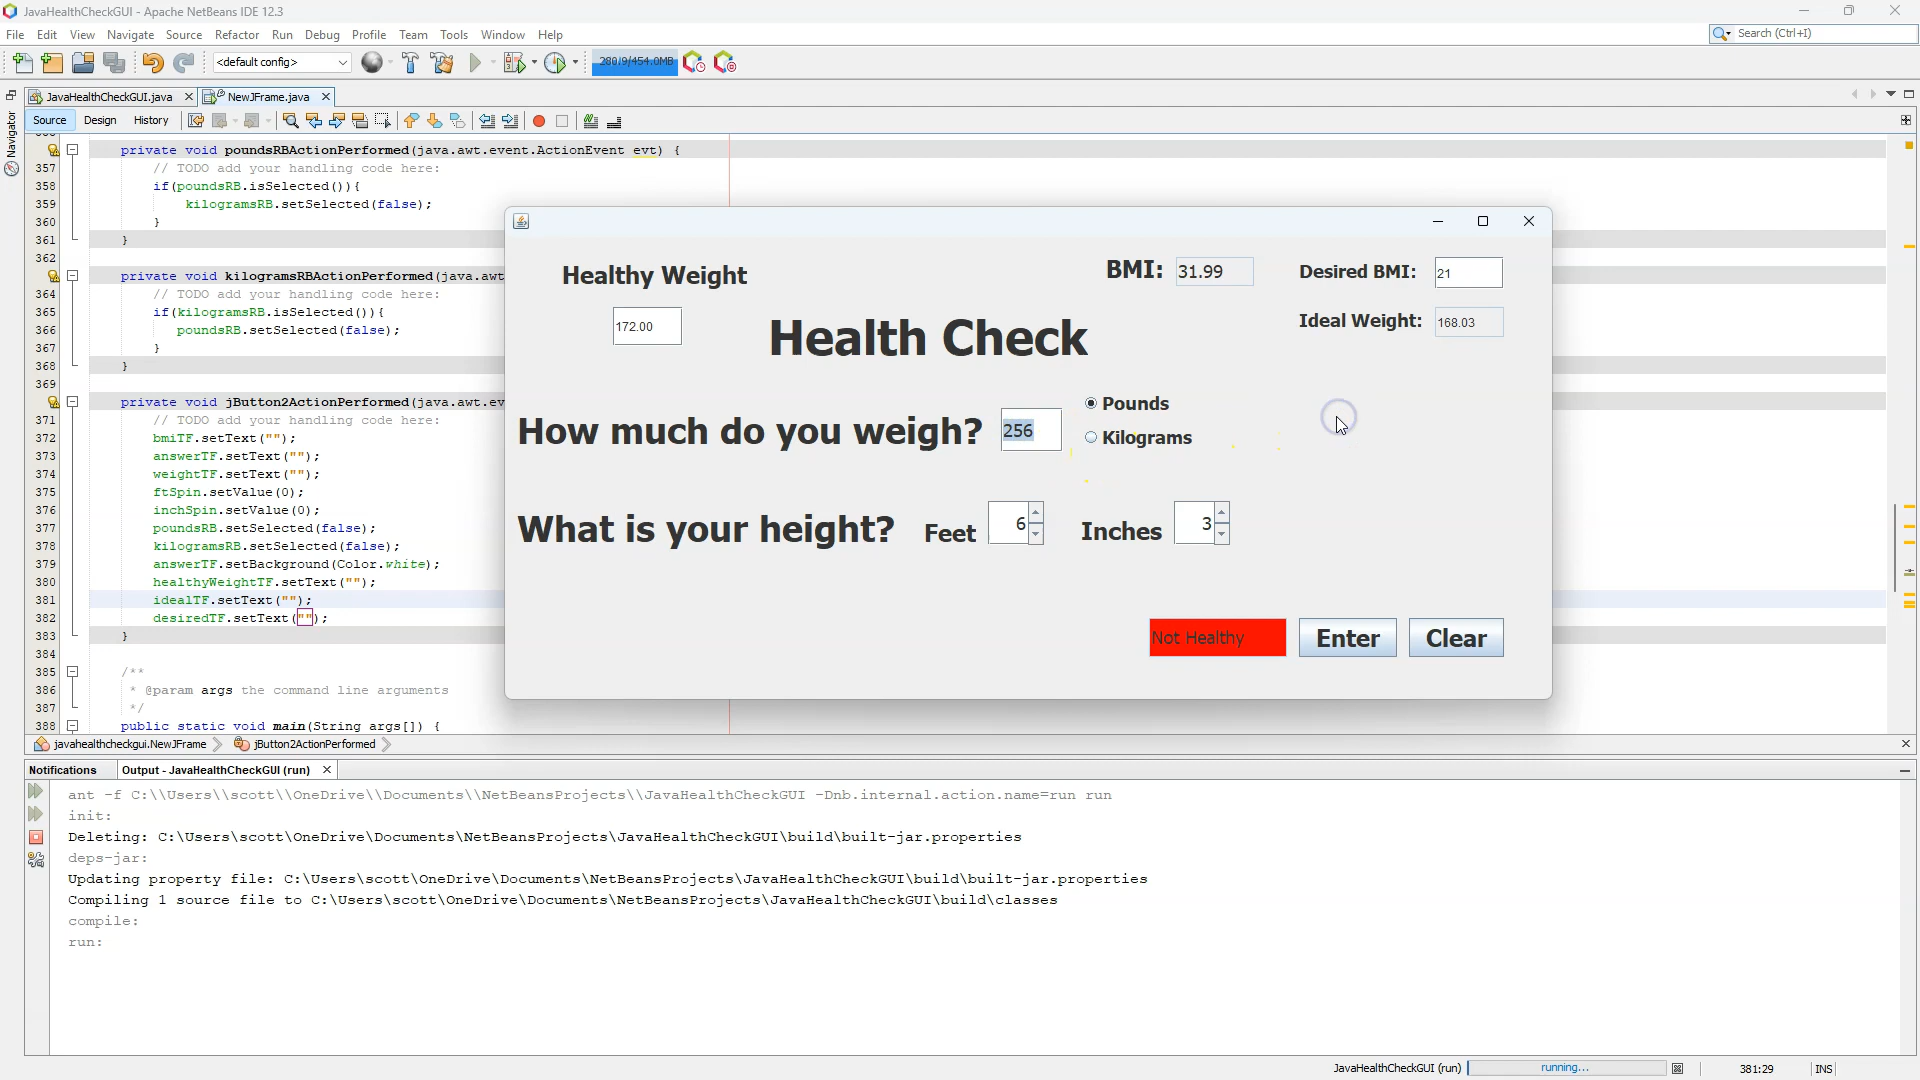 JavaHealthCheckGUI - Apache NetBeans IDE 12.3
File Edit View Navigate Source Refactor Run Debug Profile Team Tools Window Help
Search (Ctrl+I)
<default config>
280.9/454.0MB
JavaHealthCheckGUI.java NewJFrame.java
Navigator
Source Design History
private void poundsRBActionPerformed(java.awt.event.ActionEvent evt) {
357 // TODO add your handling code here:
358 if(poundsRB.isSelected()){
359 kilogramsRB.setSelected(false);
360 }
361 }
362
private void kilogramsRBActionPerformed(java.awt
364 // TODO add your handling code here:
365 if(kilogramsRB.isSelected()){
366 poundsRB.setSelected(false);
367 }
368 }
369
private void jButton2ActionPerformed(java.awt.ev
371 // TODO add your handling code here:
372 bmiTF.setText("");
373 answerTF.setText("");
374 weightTF.setText("");
375 ftSpin.setValue(0);
376 inchSpin.setValue(0);
377 poundsRB.setSelected(false);
378 kilogramsRB.setSelected(false);
379 answerTF.setBackground(Color.white);
380 healthyWeightTF.setText("");
381 idealTF.setText("");
382 desiredTF.setText("");
383 }
384
385 /**
386 * @param args the command line arguments
387 */
388 public static void main(String args[]) {
Healthy Weight
172.00
BMI: 31.99
Desired BMI: 21
Ideal Weight: 168.03
Health Check
How much do you weigh? 256
Pounds
Kilograms
What is your height? Feet 6 Inches 3
Not Healthy Enter Clear
javahealthcheckgui.NewJFrame jButton2ActionPerformed
Notifications Output - JavaHealthCheckGUI (run)
ant -f C:\\Users\\scott\\OneDrive\\Documents\\NetBeansProjects\\JavaHealthCheckGUI -Dnb.internal.action.name=run run
init:
Deleting: C:\Users\scott\OneDrive\Documents\NetBeansProjects\JavaHealthCheckGUI\build\built-jar.properties
deps-jar:
Updating property file: C:\Users\scott\OneDrive\Documents\NetBeansProjects\JavaHealthCheckGUI\build\built-jar.properties
Compiling 1 source file to C:\Users\scott\OneDrive\Documents\NetBeansProjects\JavaHealthCheckGUI\build\classes
compile:
run:
JavaHealthCheckGUI (run) running... 381:29 INS